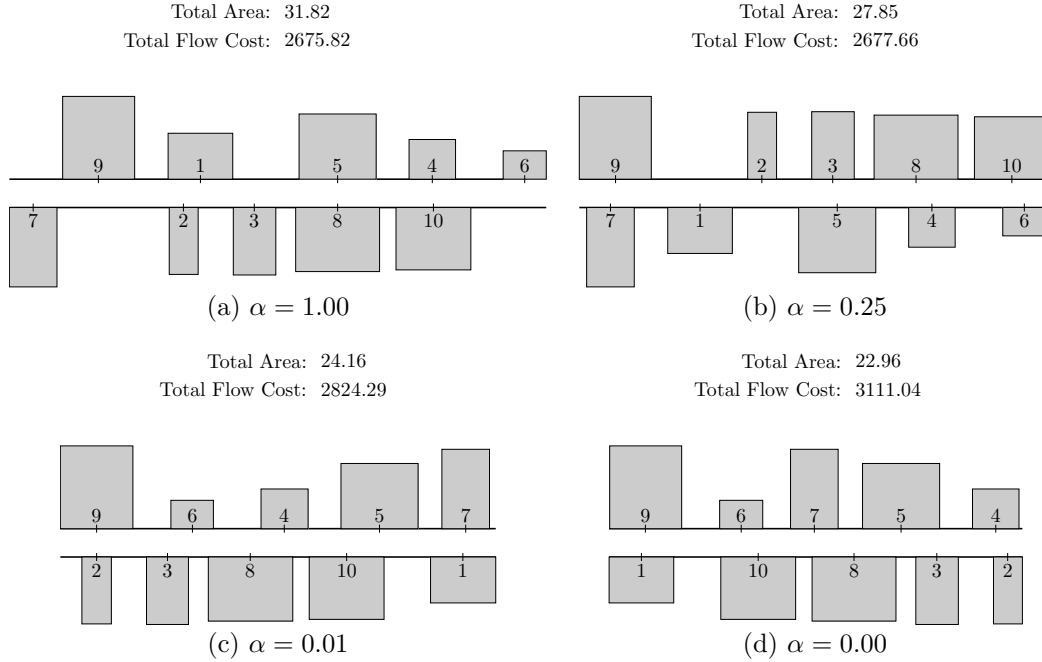 Total Area: 31.82
Total Flow Cost: 2675.82
9 1 5 4 6
7 2 3 8 10
(a) α = 1.00
Total Area: 27.85
Total Flow Cost: 2677.66
9 2 3 8 10
7 1 5 4 6
(b) α = 0.25
Total Area: 24.16
Total Flow Cost: 2824.29
9 6 4 5 7
2 3 8 10 1
(c) α = 0.01
Total Area: 22.96
Total Flow Cost: 3111.04
9 6 7 5 4
1 10 8 3 2
(d) α = 0.00